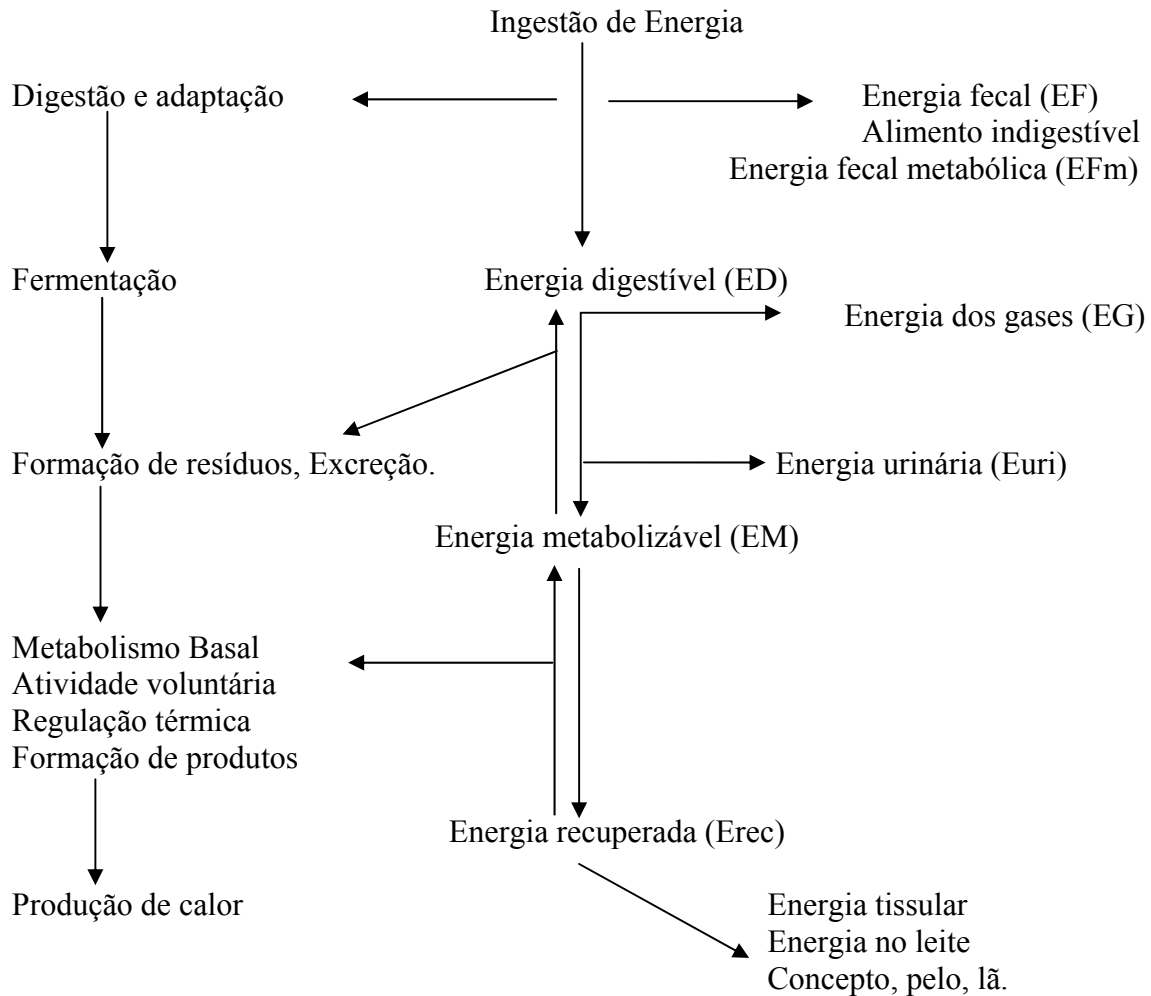 Ingestão de Energia
Digestão e adaptação
Energia fecal (EF)
Alimento indigestível
Energia fecal metabólica (EFm)
Fermentação
Energia digestível (ED)
Energia dos gases (EG)
Formação de resíduos, Excreção.
Energia urinária (Euri)
Energia metabolizável (EM)
Metabolismo Basal
Atividade voluntária
Regulação térmica
Formação de produtos
Energia recuperada (Erec)
Produção de calor
Energia tissular
Energia no leite
Concepto, pelo, lã.